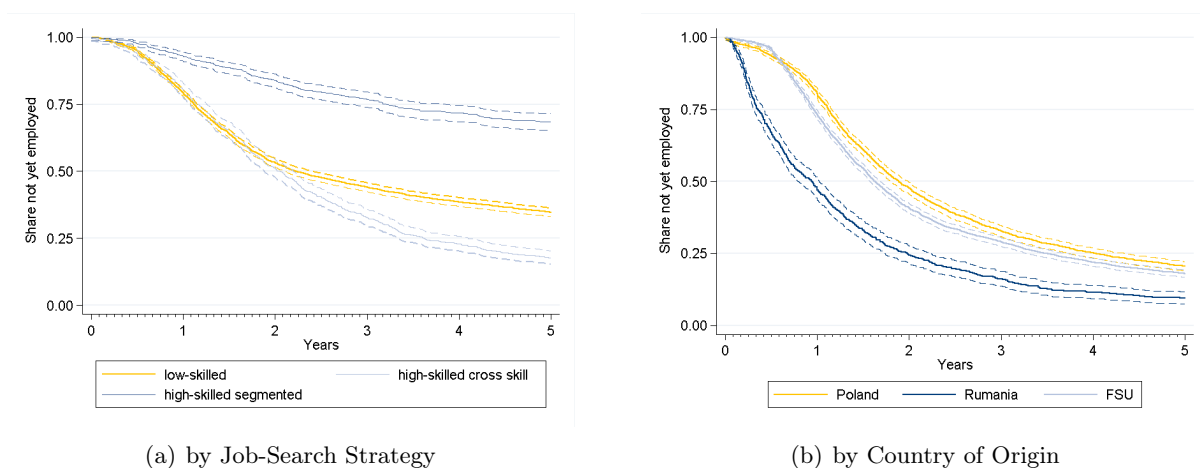 1.00
0.75
0.50
0.25
0.00
Share not yet employed
0 1 2 3 4 5
Years
low-skilled high-skilled cross skill
high-skilled segmented
(a) by Job-Search Strategy
1.00
0.75
0.50
0.25
0.00
Share not yet employed
0 1 2 3 4 5
Years
Poland Rumania FSU
(b) by Country of Origin